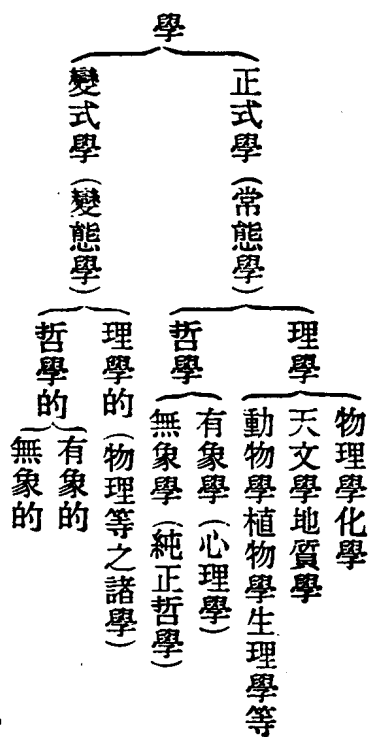 學
正式學（常態學）
理學
物理學化學
天文學地質學
動物學植物學生理學等
哲學
有象學（心理學）
無象學（純正哲學）
變式學（變態學）
理學的（物理等之諸學）
哲學的
有象的
無象的